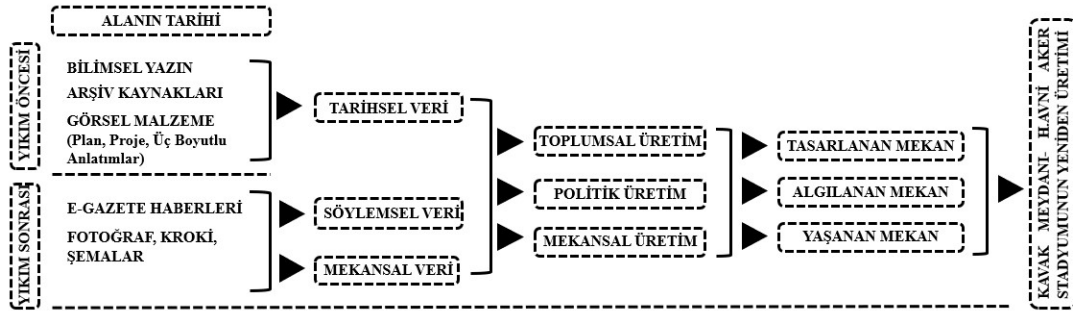 ALANIN TARİHİ
YIKIM ÖNCESİ
BİLİMSEL YAZIN
ARŞİV KAYNAKLARI
GÖRSEL MALZEME
(Plan, Proje, Üç Boyutlu
Anlatımlar)
YIKIM SONRASI
E-GAZETE HABERLERİ
FOTOĞRAF, KROKİ,
ŞEMALAR
TARİHSEL VERİ
SÖYLEMSEL VERİ
MEKANSAL VERİ
TOPLUMSAL ÜRETİM
POLİTİK ÜRETİM
MEKANSAL ÜRETİM
TASARLANAN MEKAN
ALGILANAN MEKAN
YAŞANAN MEKAN
KAVAK MEYDANI- HAVNİ AKER
STADYUMUNUN YENİDEN ÜRETİMİ